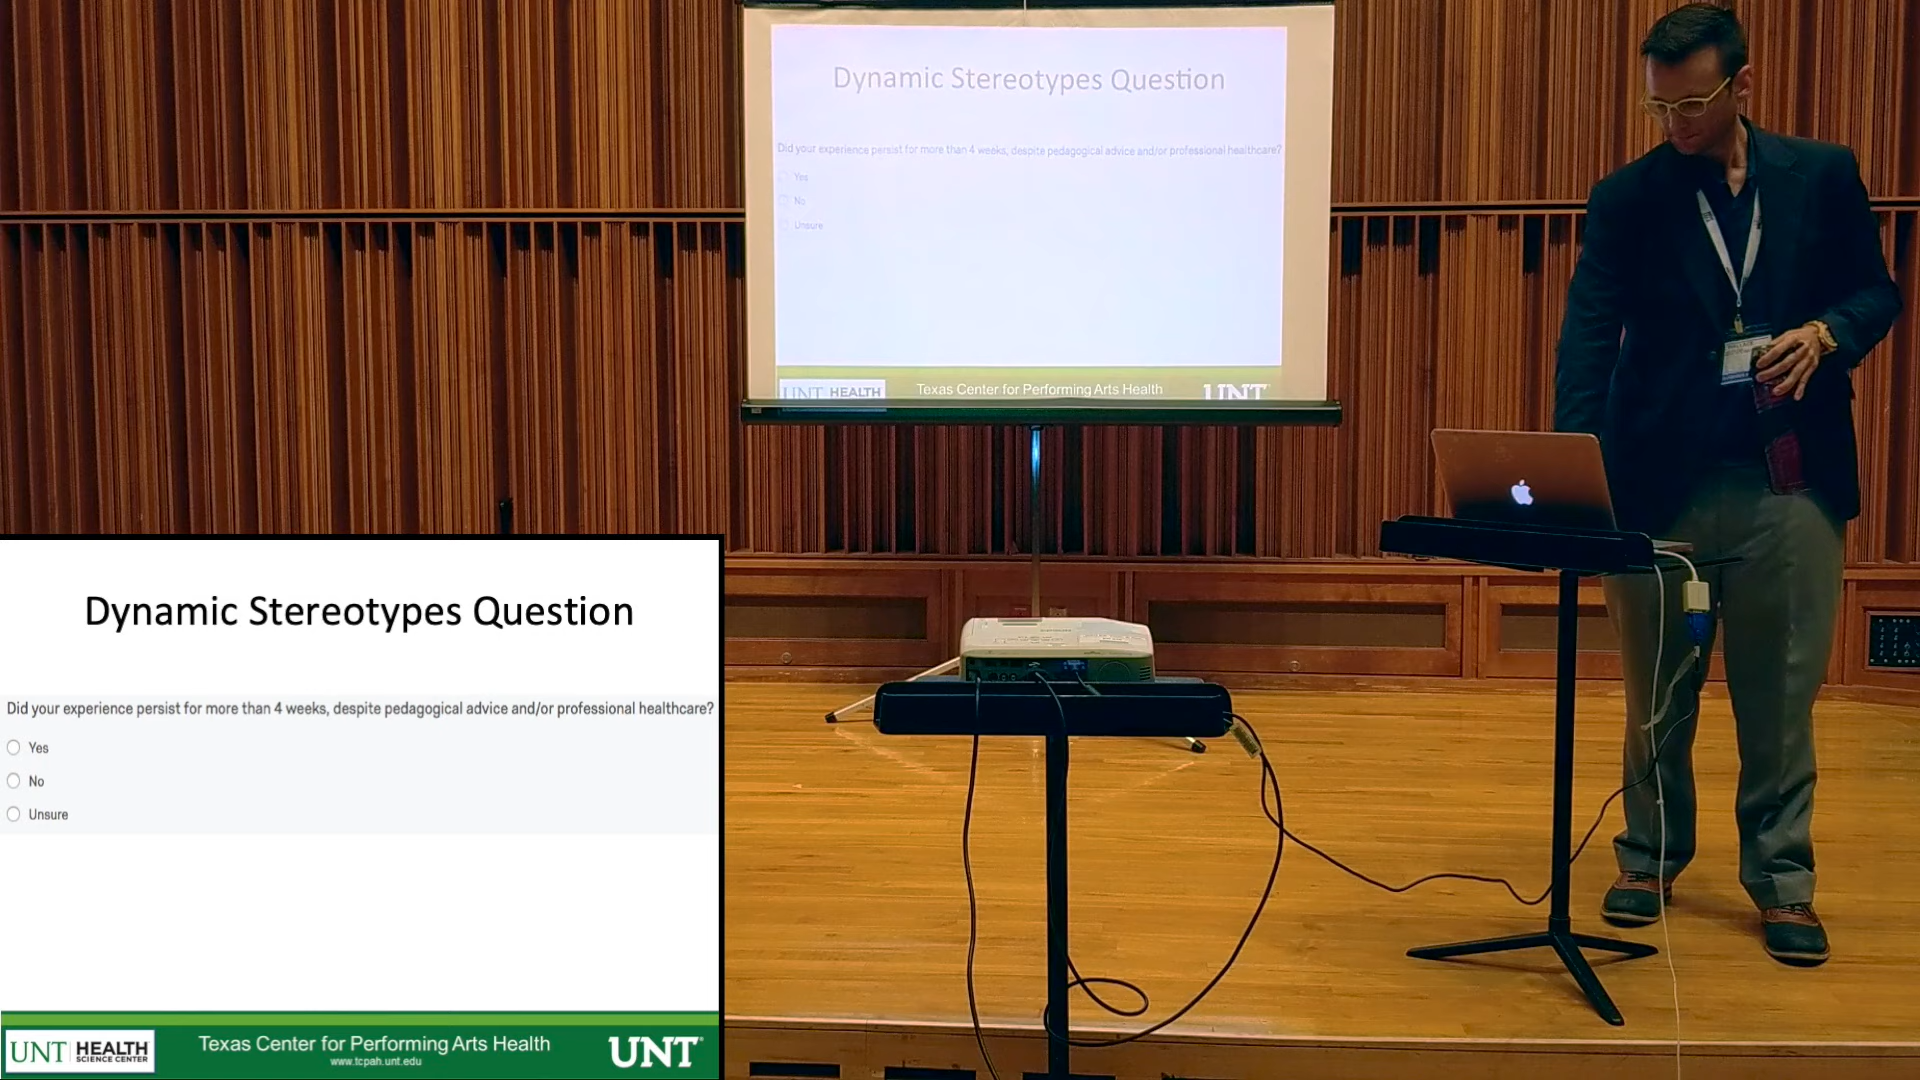 Dynamic Stereotypes Question
Did your experience persist for more than 4 weeks, despite pedagogical advice and/or professional healthcare?
Yes
No
Unsure
UNT HEALTH
Texas Center for Performing Arts Health
UNT
Dynamic Stereotypes Question
Did your experience persist for more than 4 weeks, despite pedagogical advice and/or professional healthcare?
Yes
No
Unsure
UNT HEALTH
SCIENCE CENTER
Texas Center for Performing Arts Health
www.tcpah.unt.edu
UNT